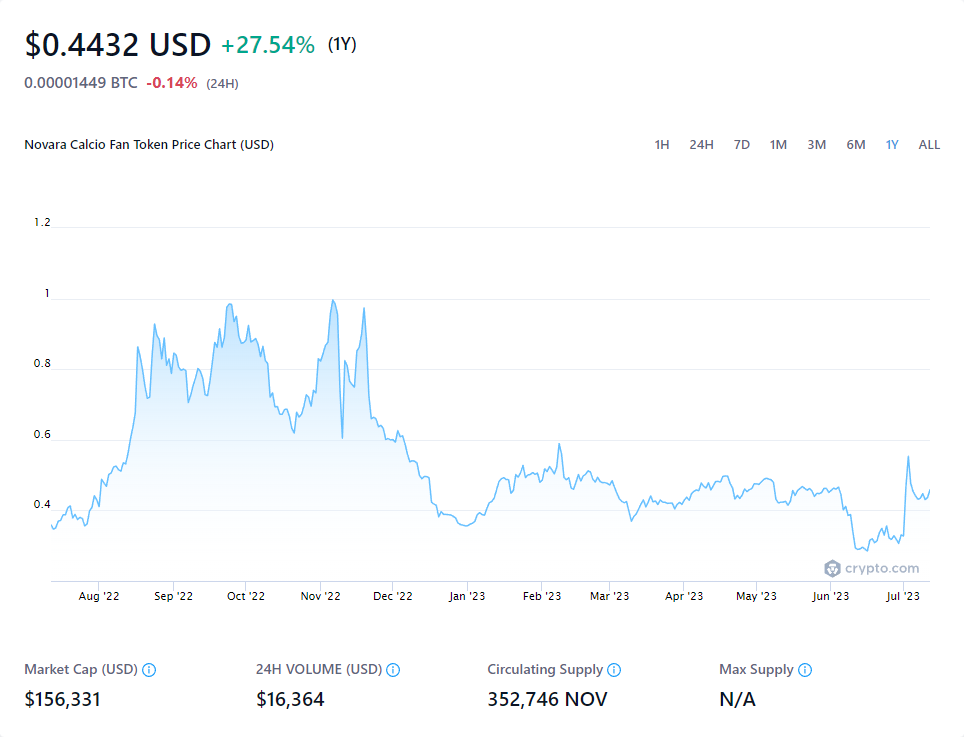 $0.4432 USD +27.54% (1Y)
0.00001449 BTC -0.14% (24H)
Novara Calcio Fan Token Price Chart (USD) 1H 24H 7D 1M 3M 6M 1Y ALL
1.2
1
0.8
0.6
0.4
crypto.com
Aug '22 Sep '22 Oct '22 Nov '22 Dec '22 Jan '23 Feb '23 Mar '23 Apr '23 May '23 Jun '23 Jul '23
Market Cap (USD) 24H VOLUME (USD) Circulating Supply Max Supply
$156,331 $16,364 352,746 NOV N/A